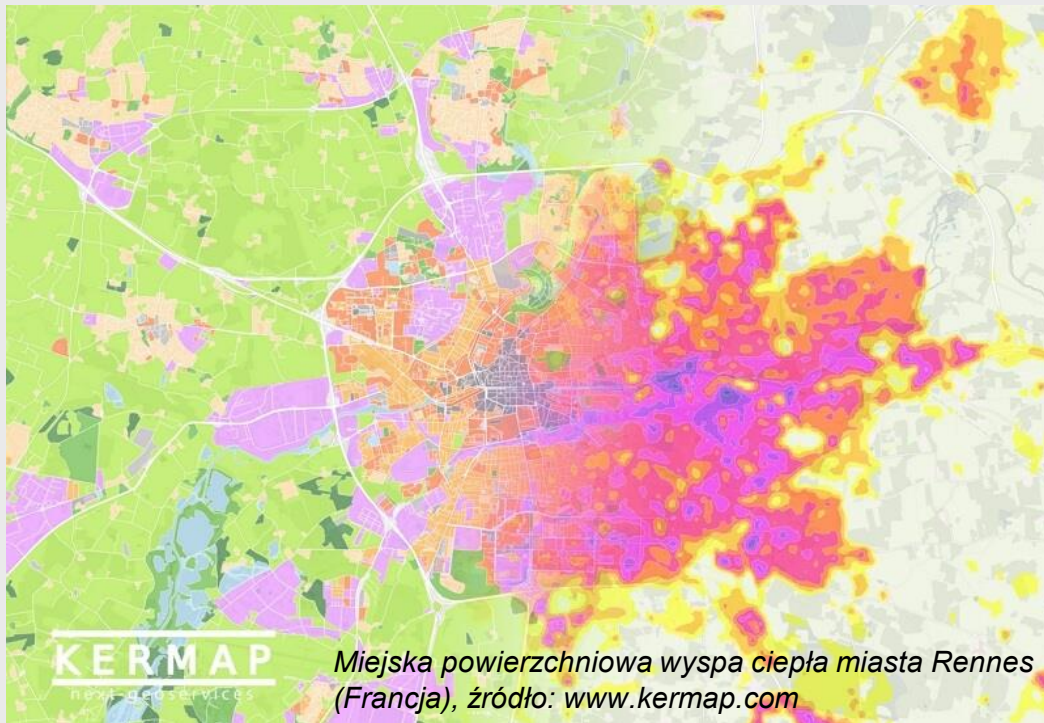 KERMAP
next-geoservices
Miejska powierzchniowa wyspa ciepła miasta Rennes
(Francja), źródło: www.kermap.com